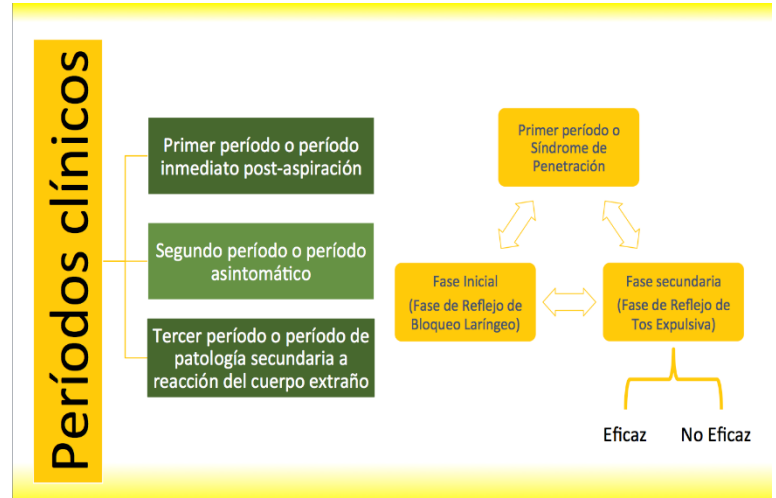 Períodos clínicos
Primer período o período
inmediato post-aspiración
Segundo período o período
asintomático
Tercer período o período de
patología secundaria a
reacción del cuerpo extraño
Primer período o
Síndrome de
Penetración
Fase Inicial
(Fase de Reflejo de
Bloqueo Laríngeo)
Fase secundaria
(Fase de Reflejo de
Tos Expulsiva)
Eficaz
No Eficaz